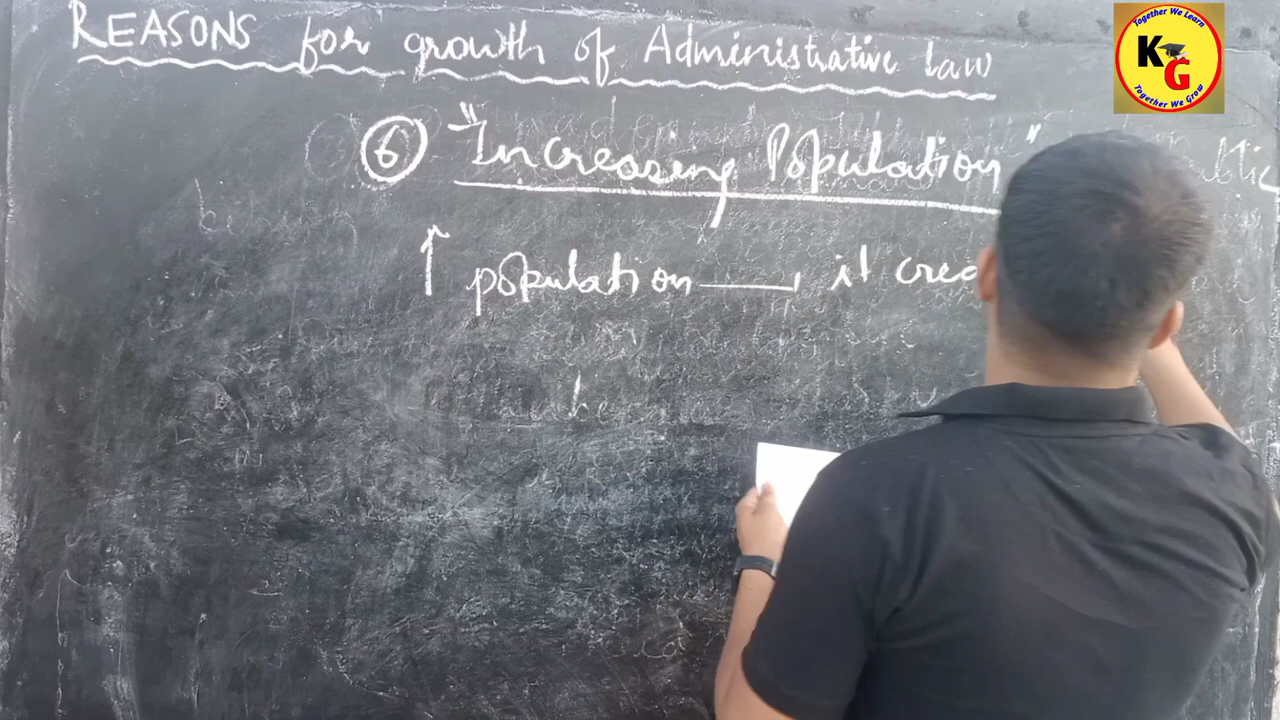 REASONS for growth of Administrative law
⑥ "Increasing Population"
↑ population → it crea
Together We Learn
KG
Together We Grow